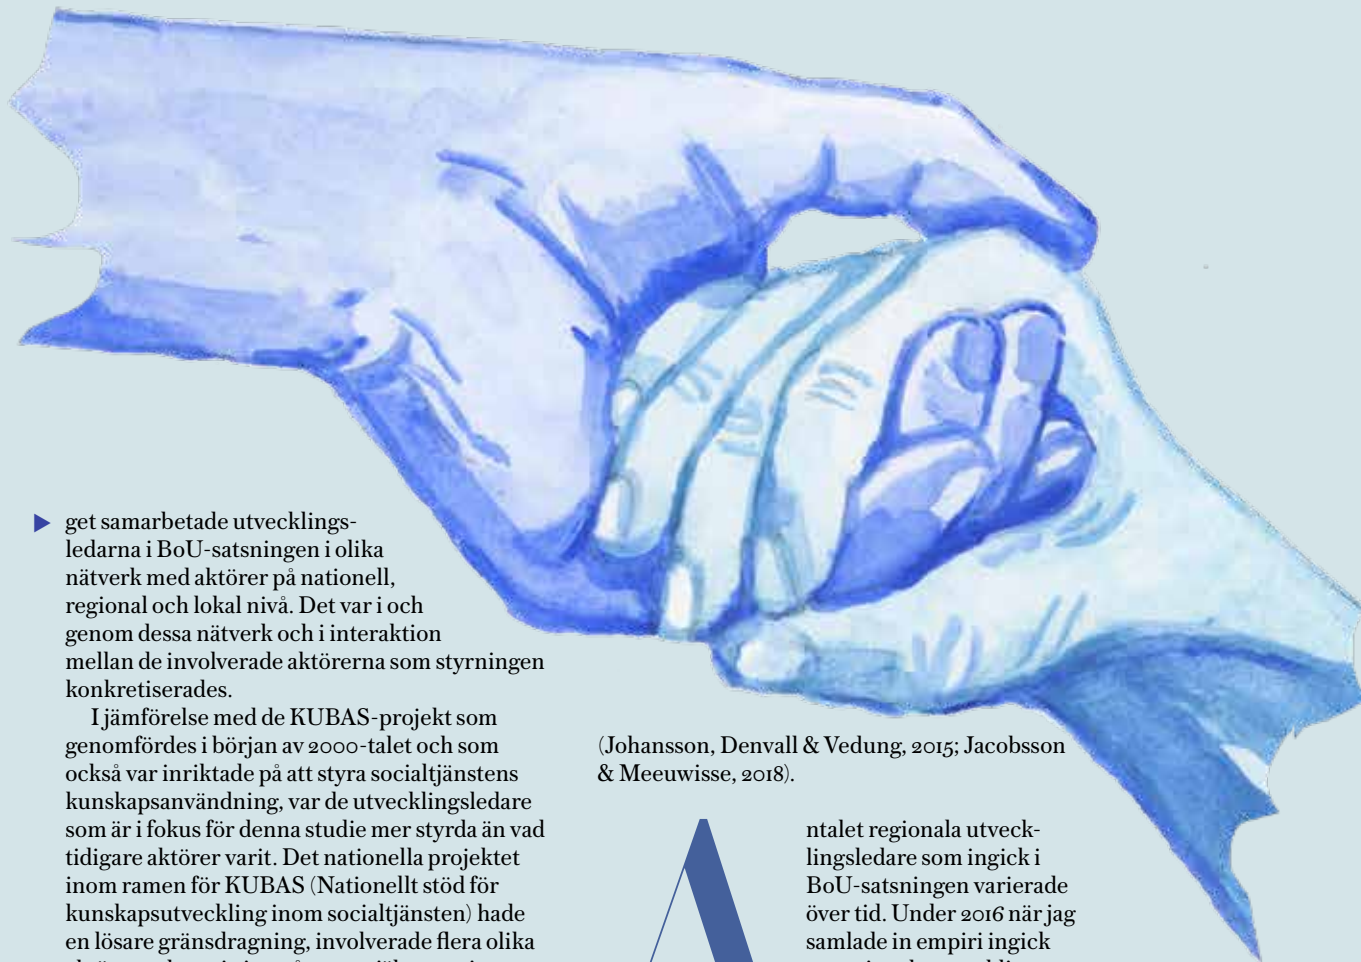 get samarbetade utvecklings-
ledarna i BoU-satsningen i olika
nätverk med aktörer på nationell,
regional och lokal nivå. Det var i och
genom dessa nätverk och i interaktion
mellan de involverade aktörerna som styrningen
konkretiserades.
I jämförelse med de KUBAS-projekt som
genomfördes i början av 2000-talet och som
också var inriktade på att styra socialtjänstens
kunskapsanvändning, var de utvecklingsledare
som är i fokus för denna studie mer styrda än vad
tidigare aktörer varit. Det nationella projektet
inom ramen för KUBAS (Nationellt stöd för
kunskapsutveckling inom socialtjänsten) hade
en lösare gränsdragning, involverade flera olika
(Johansson, Denvall & Vedung, 2015; Jacobsson
& Meeuwisse, 2018).
Antalet regionala utveck-
lingsledare som ingick i
BoU-satsningen varierade
över tid. Under 2016 när jag
samlade in empiri ingick